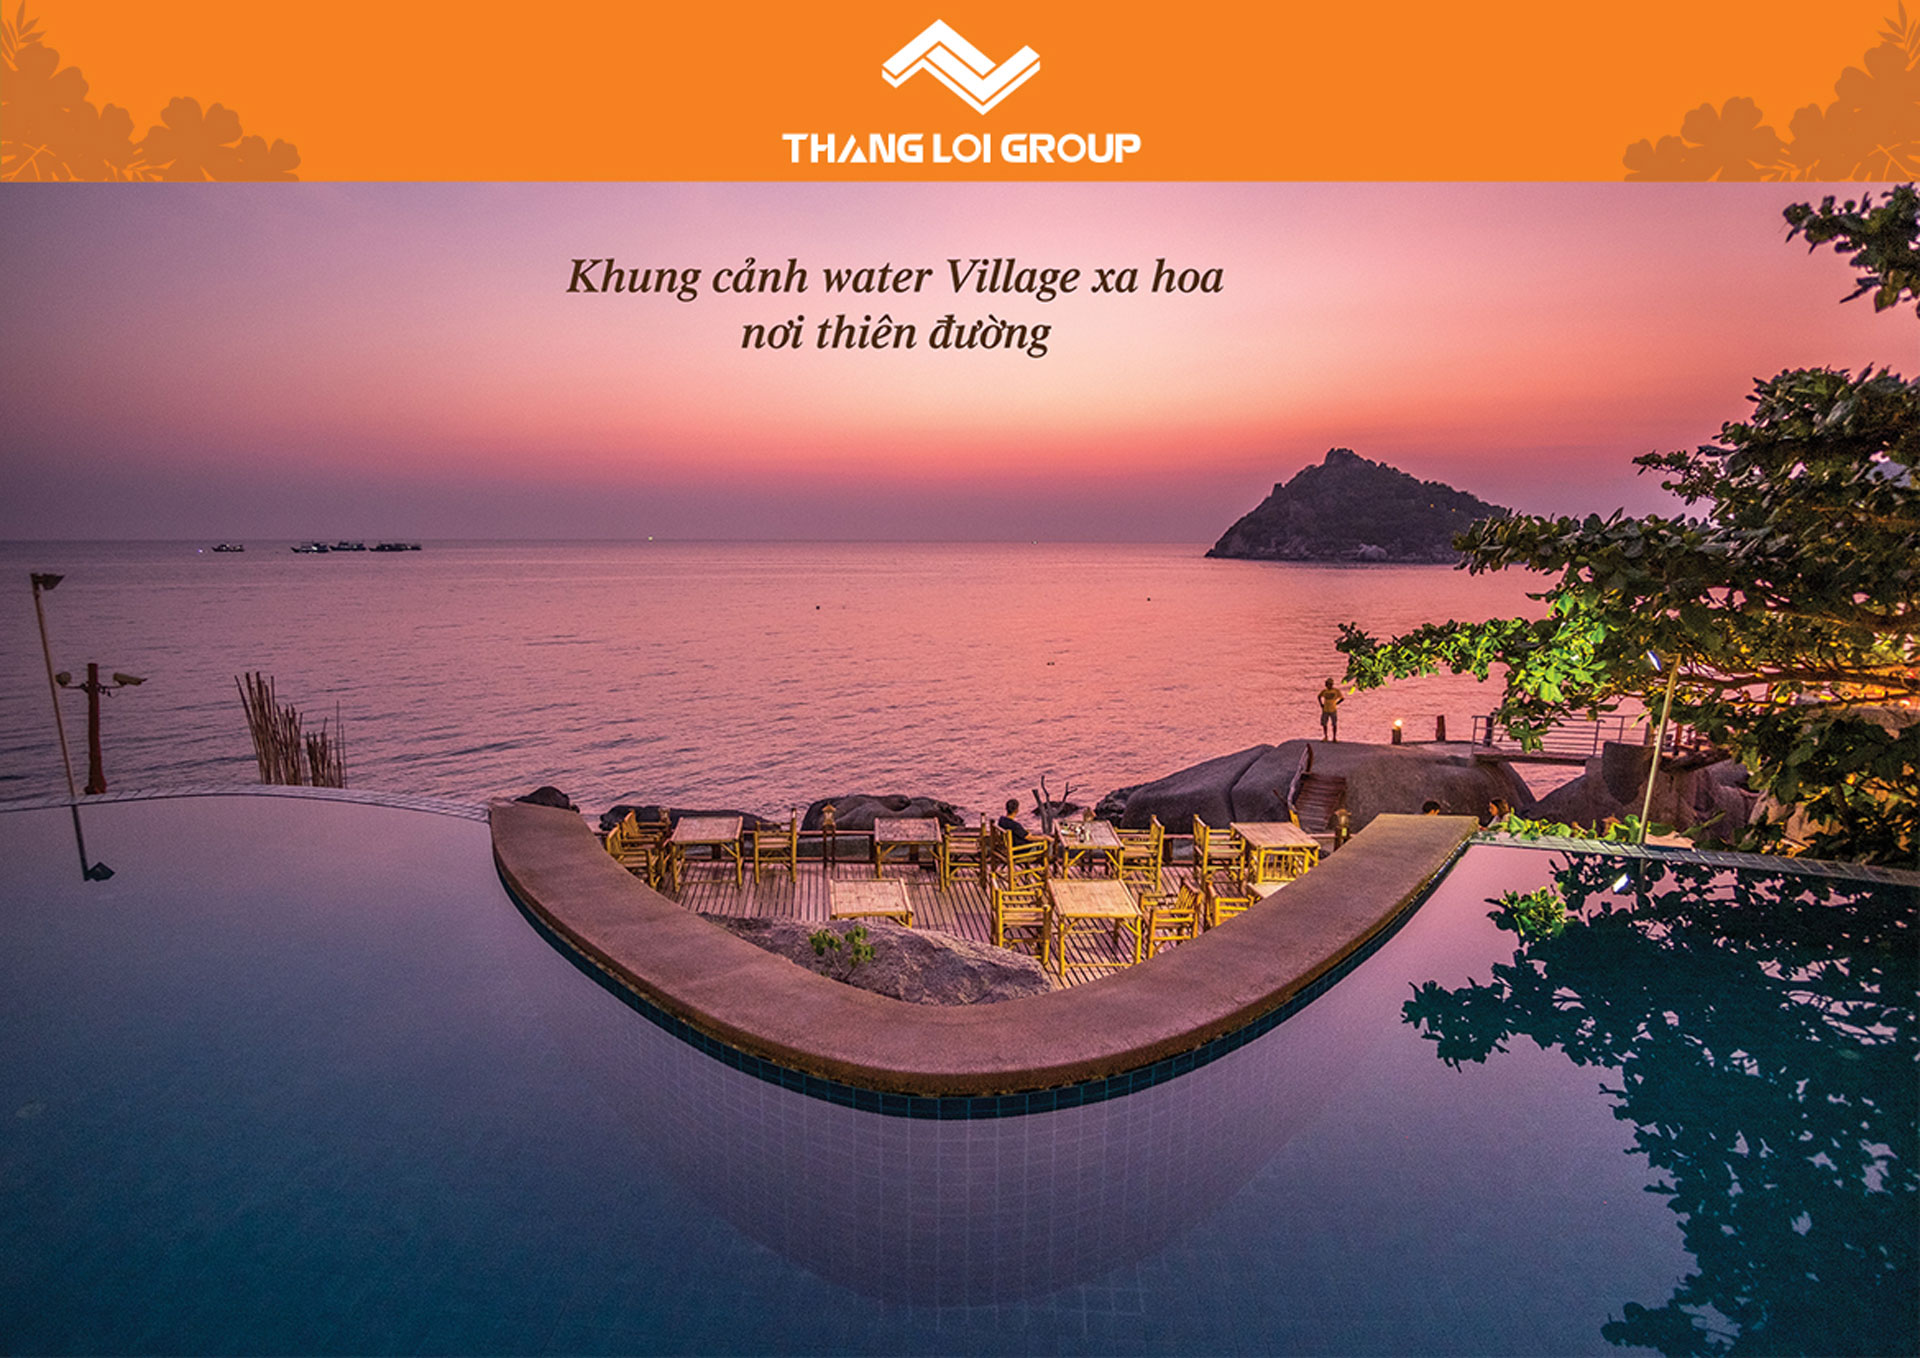 THANG LOI GROUP
Khung cảnh water Village xa hoa
nơi thiên đường